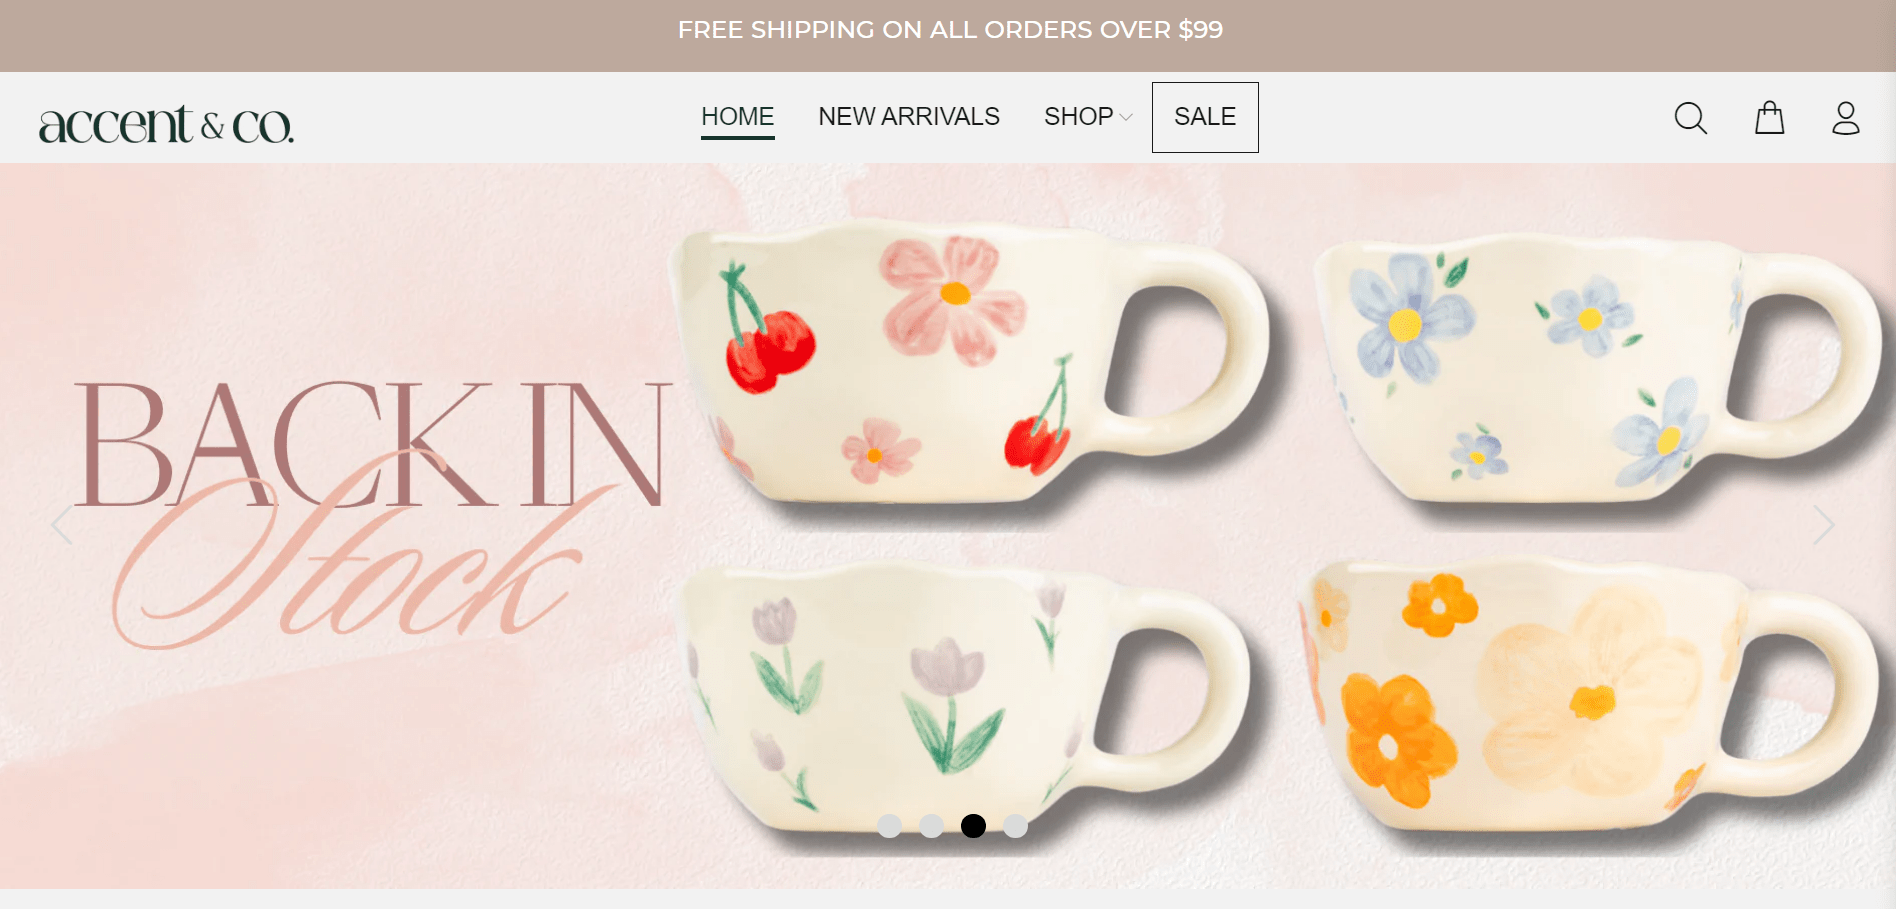 FREE SHIPPING ON ALL ORDERS OVER $99
accent & co.
HOME NEW ARRIVALS SHOP SALE
BACK IN
Stock